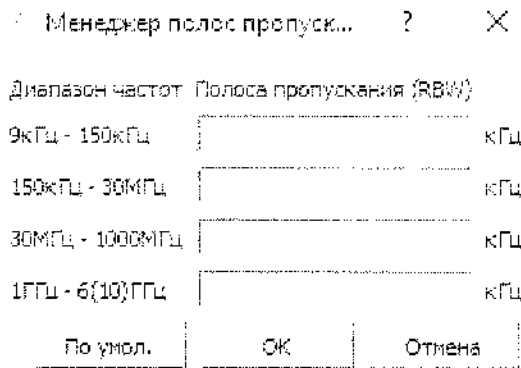 Менеджер полос пропуск... ?
Диапазон частот Полоса пропускания (RBW)
9кГц - 150кГц кГц
150кГц - 30МГц кГц
30МГц - 1000МГц кГц
1ГГц - 6(10)ГГц кГц
По умол. ОК Отмена